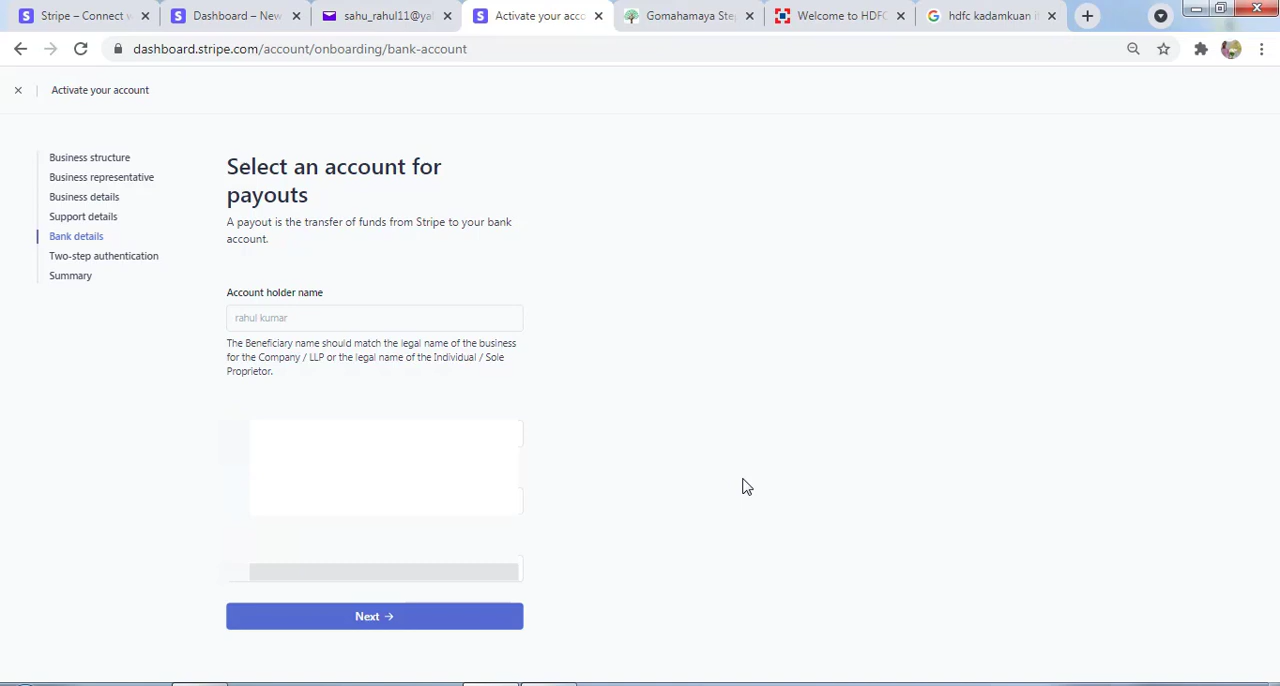 Stripe – Connect w
Dashboard – New
sahu_rahul11@ya
Activate your acco
Gomahamaya Ste
Welcome to HDFC
hdfc kadamkuan i
dashboard.stripe.com/account/onboarding/bank-account
Activate your account
Business structure
Business representative
Business details
Support details
Bank details
Two-step authentication
Summary
Select an account for
payouts
A payout is the transfer of funds from Stripe to your bank
account.
Account holder name
rahul kumar
The Beneficiary name should match the legal name of the business
for the Company / LLP or the legal name of the Individual / Sole
Proprietor.
Next →